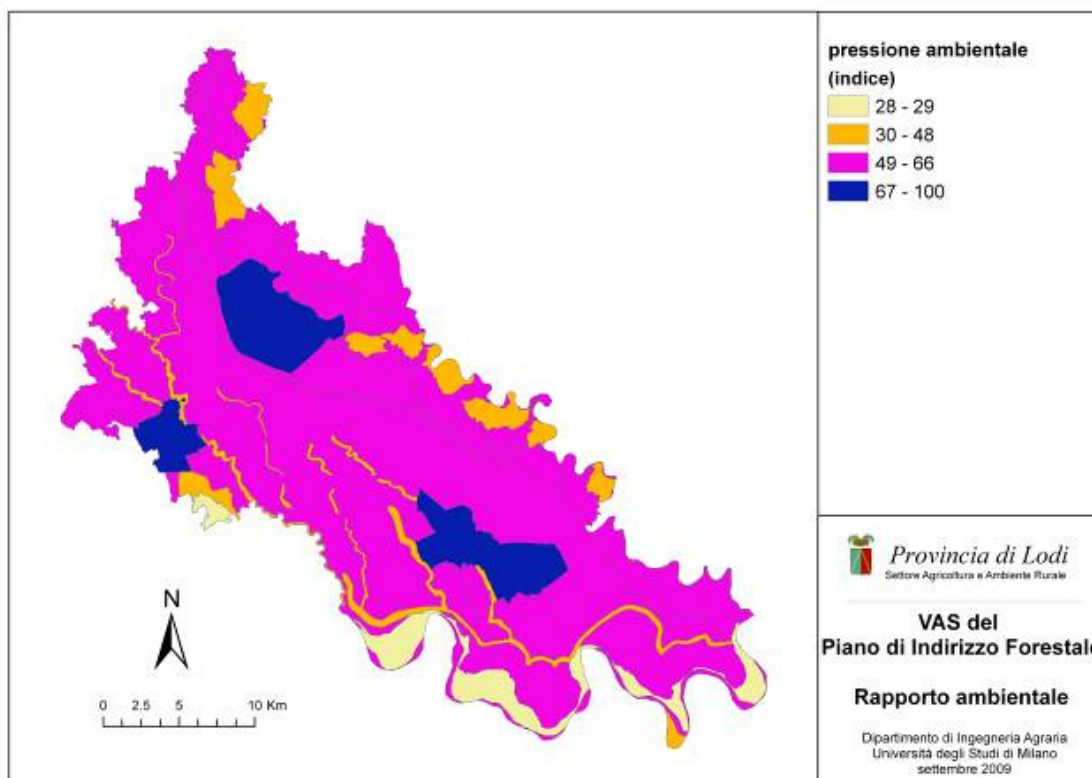 pressione ambientale
(indice)
28 - 29
30 - 48
49 - 66
67 - 100
N
0 2.5 5 10 Km
Provincia di Lodi
Settore Agricoltura e Ambiente Rurale
VAS del
Piano di Indirizzo Forestale
Rapporto ambientale
Dipartimento di Ingegneria Agraria
Università degli Studi di Milano
settembre 2009